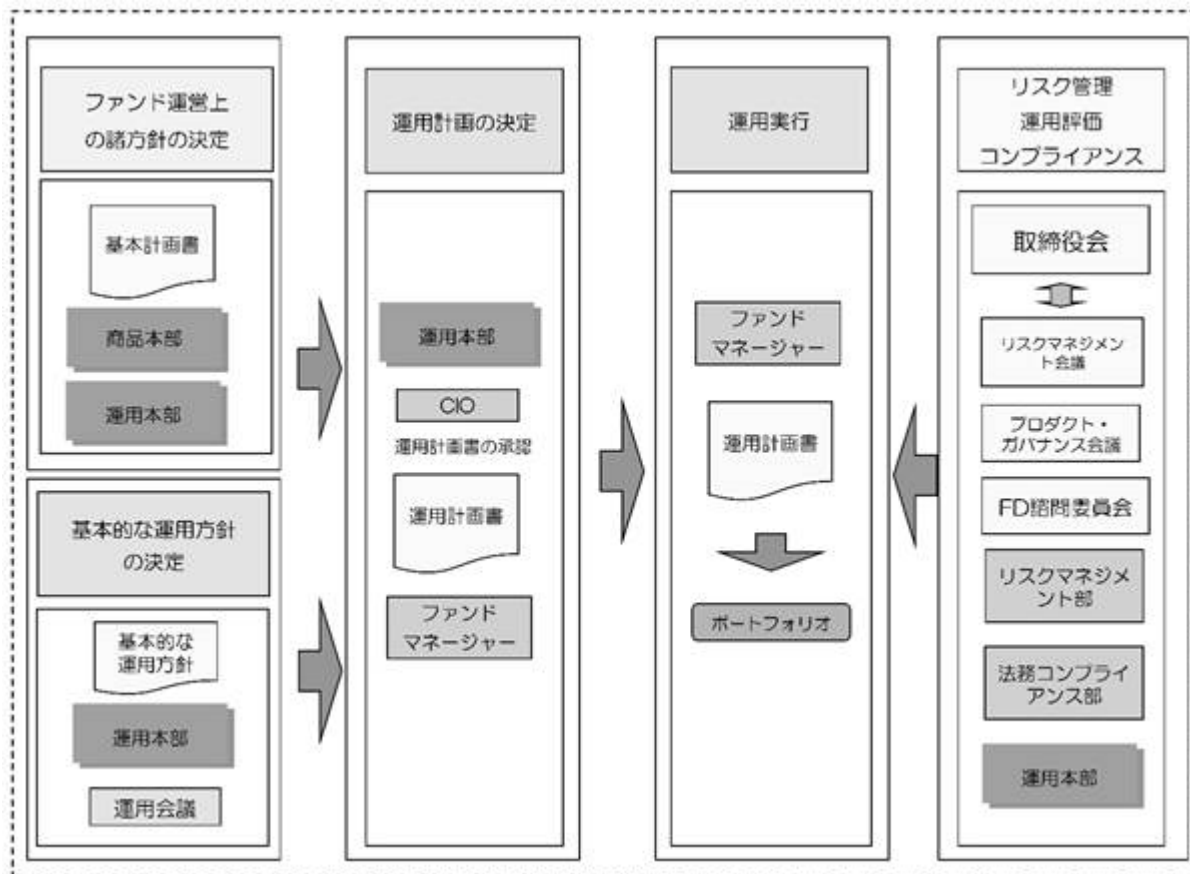 ファンド運営上
の諸方針の決定
基本計画書
商品本部
運用本部
基本的な運用方針
の決定
基本的な
運用方針
運用本部
運用会議
運用計画の決定
運用本部
CIO
運用計画書の承認
運用計画書
ファンド
マネージャー
運用実行
ファンド
マネージャー
運用計画書
ポートフォリオ
リスク管理
運用評価
コンプライアンス
取締役会
リスクマネジメン
ト会議
プロダクト・
ガバナンス会議
FD諮問委員会
リスクマネジメ
ント部
法務コンプライ
アンス部
運用本部